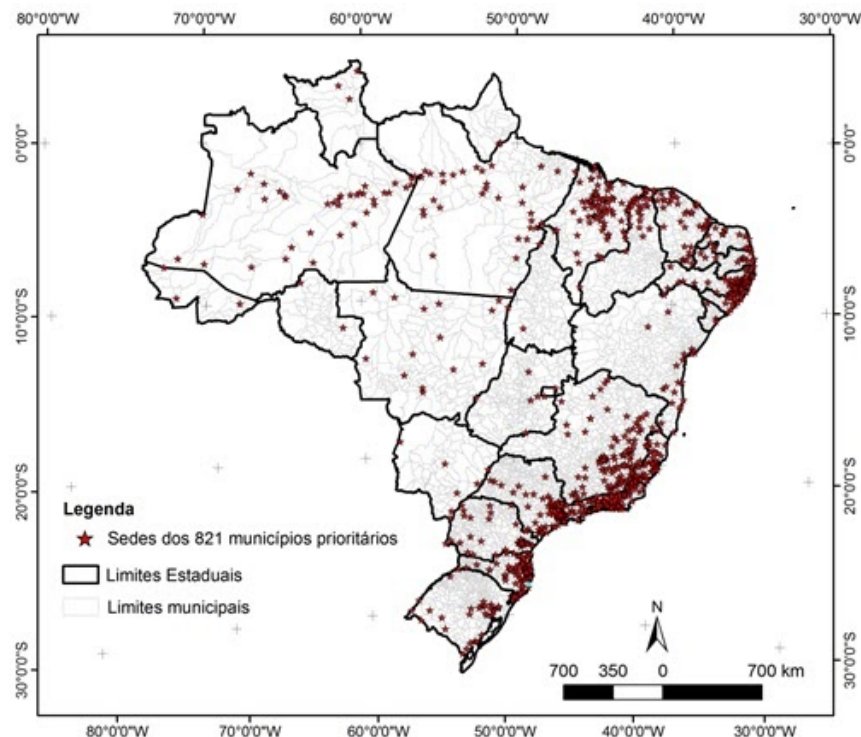 80°0'0"W 70°0'0"W 60°0'0"W 50°0'0"W 40°0'0"W 30°0'0"W
0°0'0" 0°0'0"
10°0'0"S 10°0'0"S
20°0'0"S 20°0'0"S
Legenda
Sedes dos 821 municípios prioritários
Limites Estaduais
Limites municipais
N
700 350 0 700 km
30°0'0"S 30°0'0"S
80°0'0"W 70°0'0"W 60°0'0"W 50°0'0"W 40°0'0"W 30°0'0"W